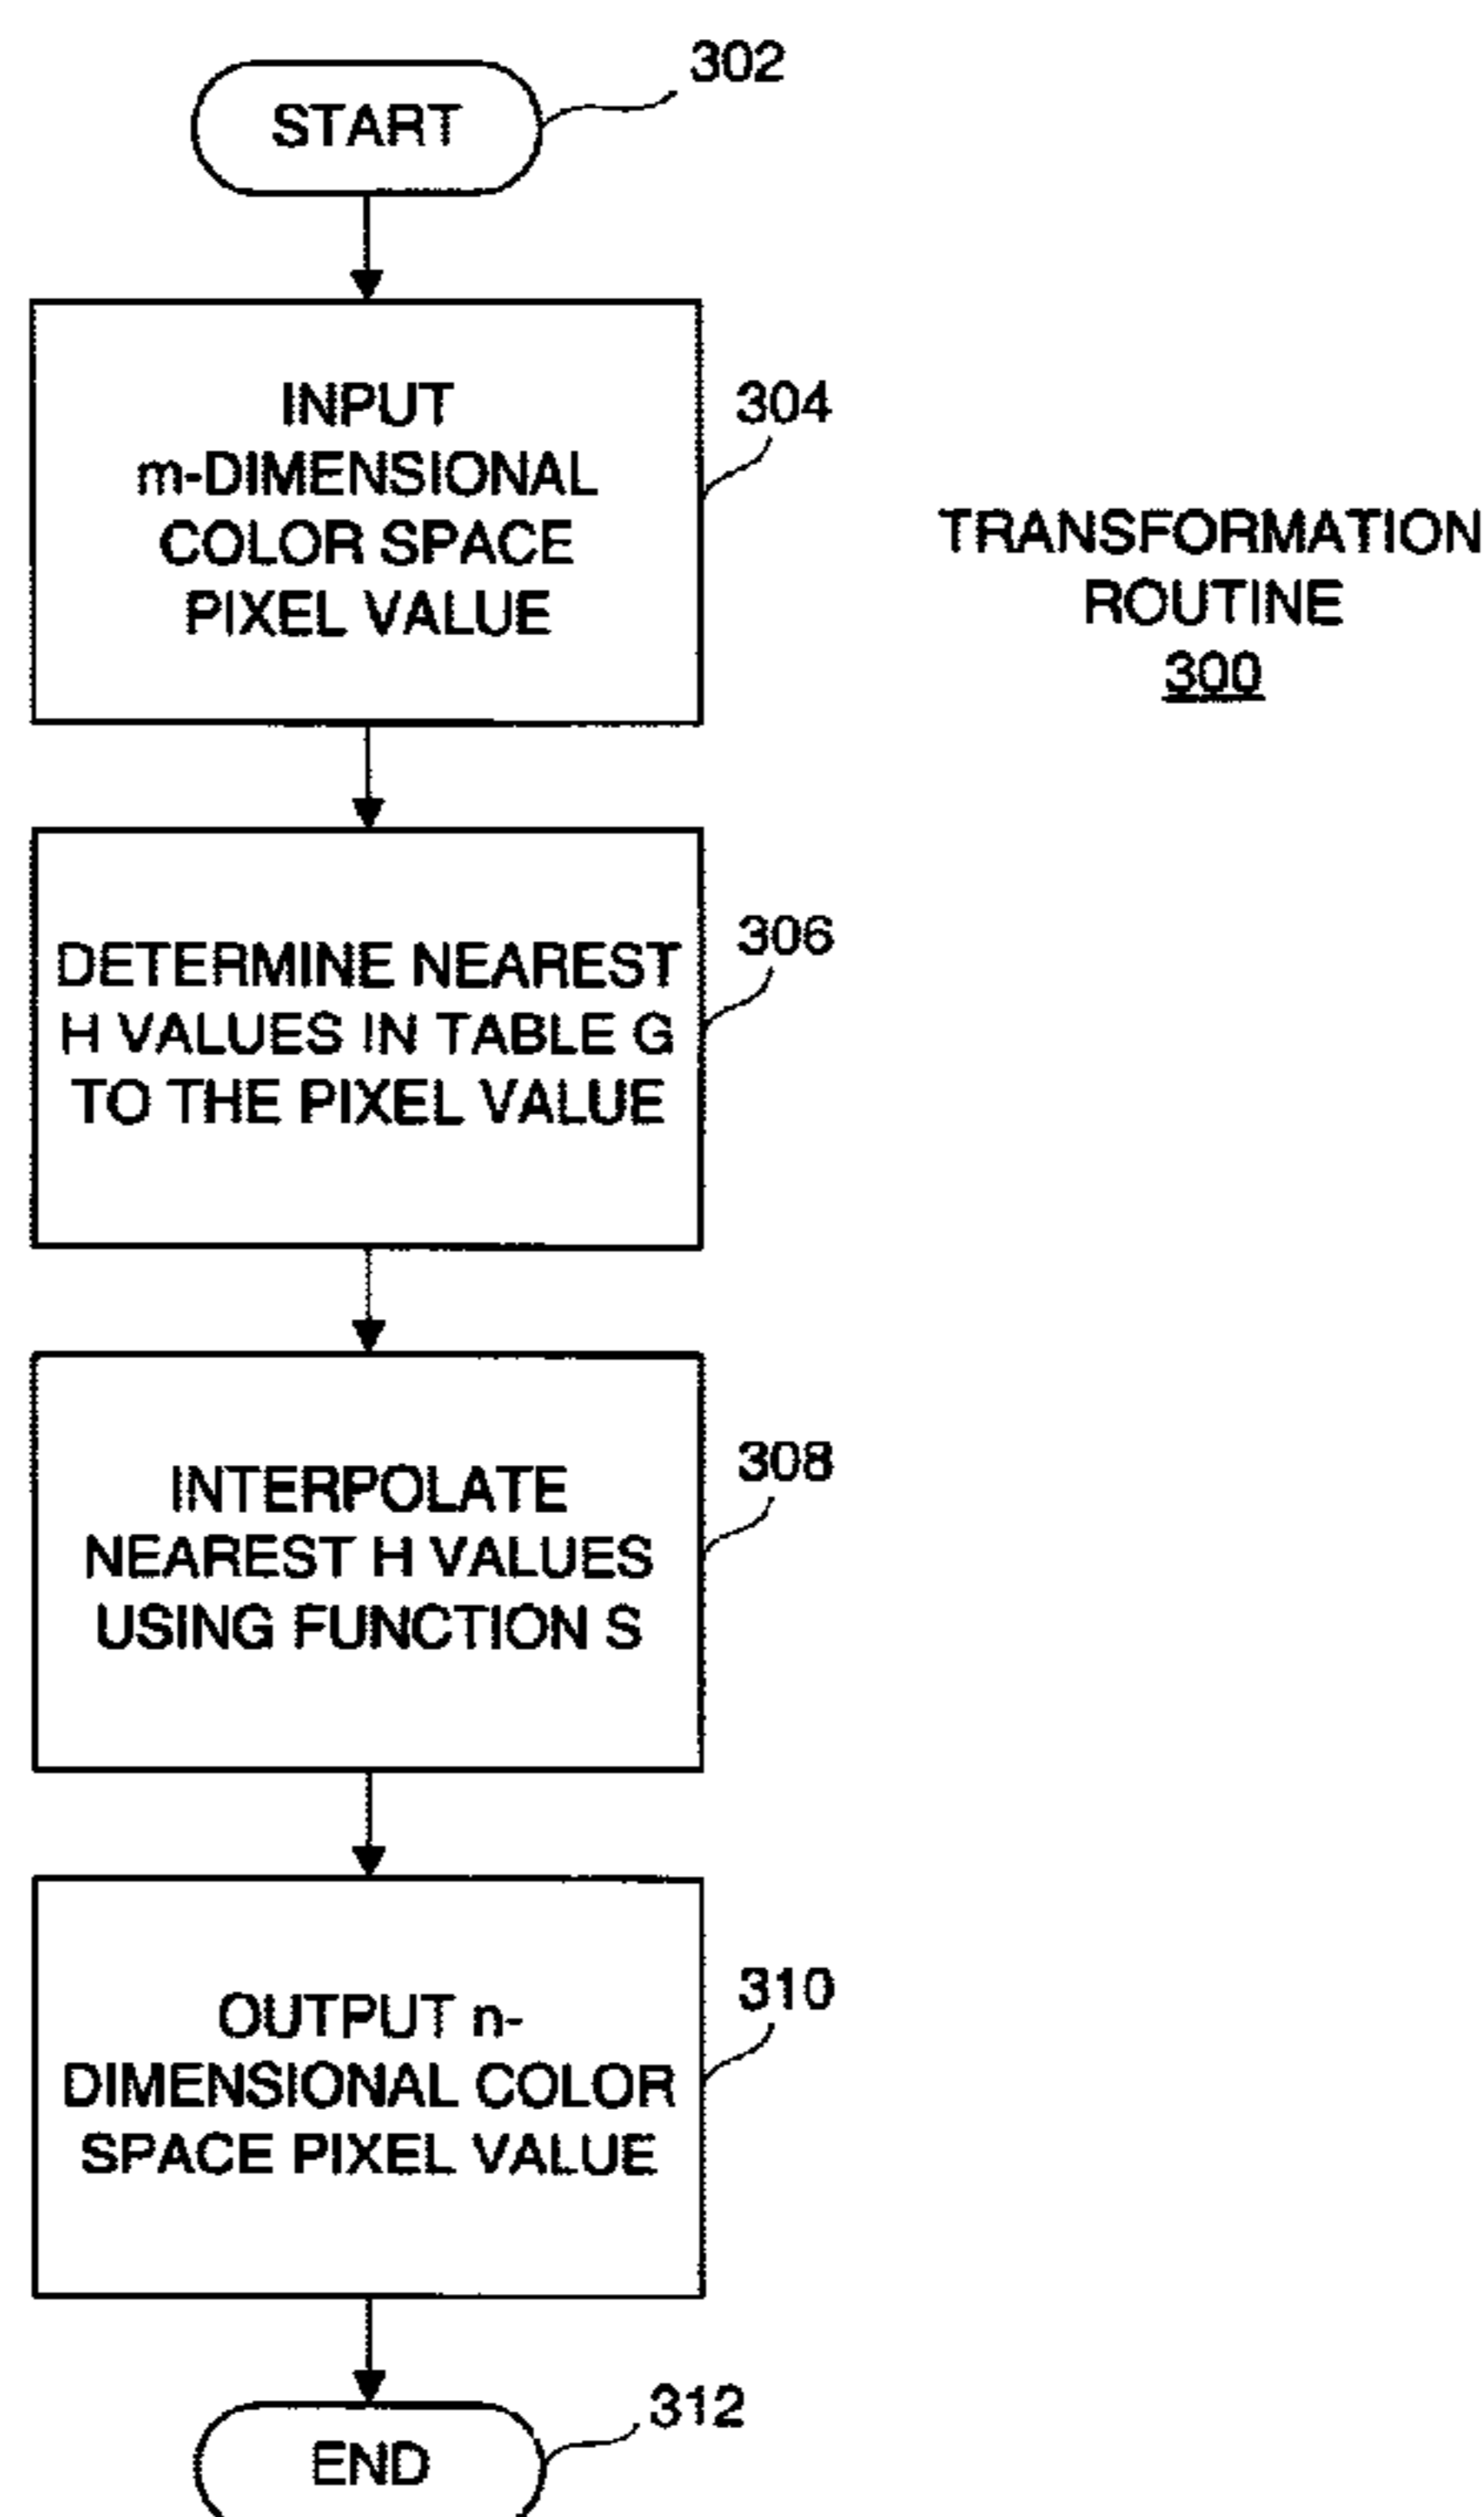 302
START
INPUT
m-DIMENSIONAL
COLOR SPACE
PIXEL VALUE
304
TRANSFORMATION
ROUTINE
300
DETERMINE NEAREST
H VALUES IN TABLE G
TO THE PIXEL VALUE
306
INTERPOLATE
NEAREST H VALUES
USING FUNCTION S
308
OUTPUT n-
DIMENSIONAL COLOR
SPACE PIXEL VALUE
310
END
312